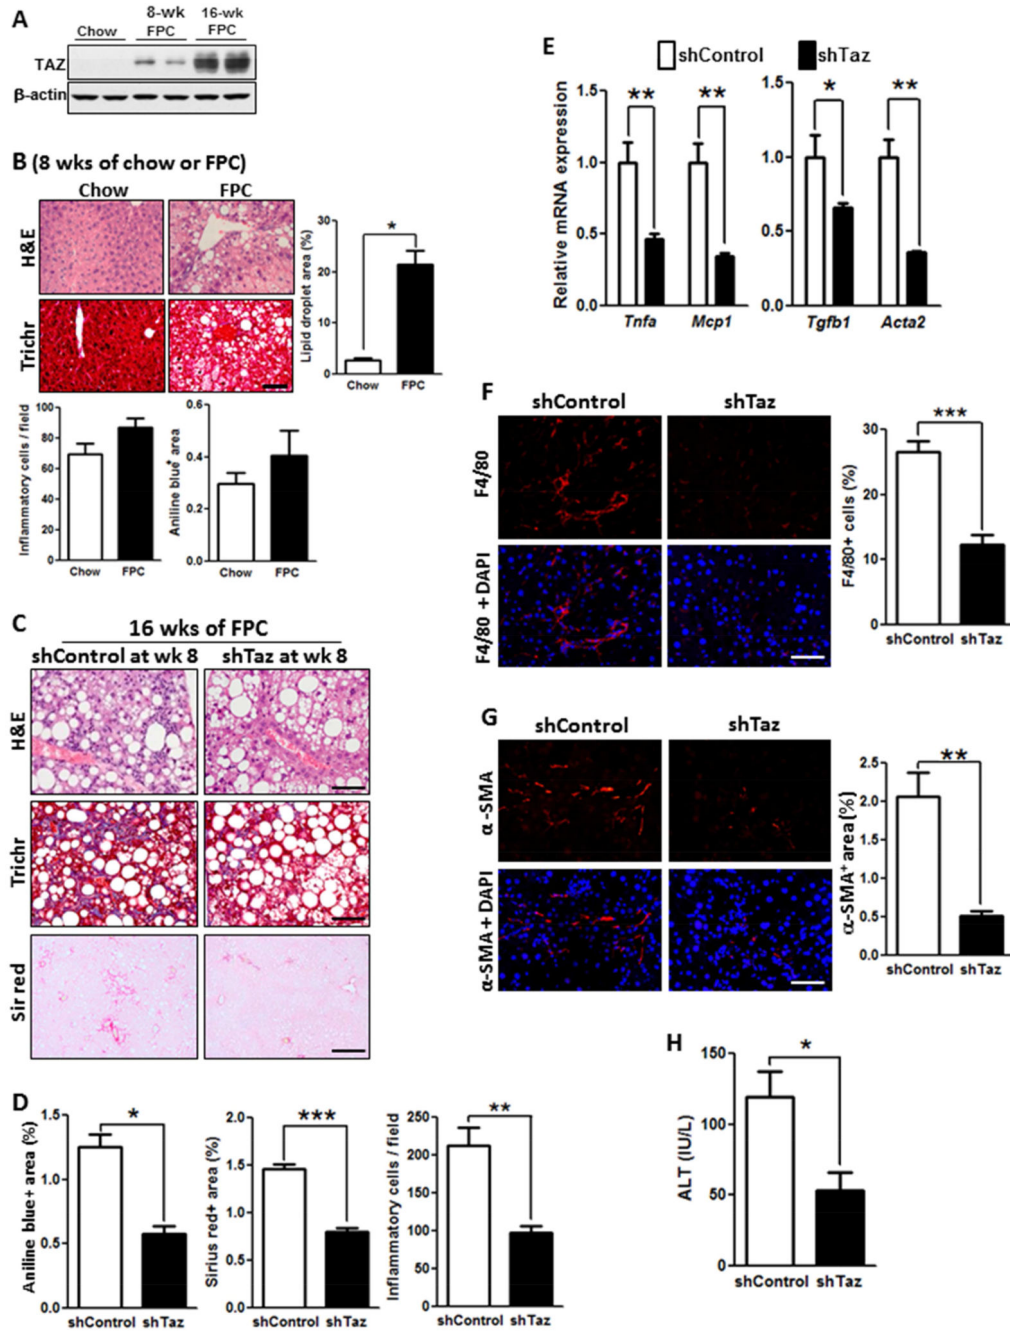 A
Chow
8-wk
FPC
16-wk
FPC
TAZ
β-actin
B (8 wks of chow or FPC)
Chow
FPC
H&E
Trichr
Lipid droplet area (%)
30
20
10
0
*
Chow
FPC
Inflammatory cells / field
100
80
60
40
20
0
Chow
FPC
Aniline blue⁺ area
0.6
0.4
0.2
0.0
Chow
FPC
C
16 wks of FPC
shControl at wk 8
shTaz at wk 8
H&E
Trichr
Sir red
D
Aniline blue+ area (%)
1.5
1.0
0.5
0.0
*
shControl shTaz
Sirius red+ area (%)
2.0
1.5
1.0
0.5
0.0
***
shControl shTaz
Inflammatory cells / field
250
200
150
100
50
0
**
shControl shTaz
E
shControl
shTaz
Relative mRNA expression
1.5
1.0
0.5
0.0
**
**
Tnfa
Mcp1
1.5
1.0
0.5
0.0
*
**
Tgfb1
Acta2
F
shControl
shTaz
F4/80
F4/80 +DAPI
F4/80+ cells (%)
30
20
10
0
***
shControl shTaz
G
shControl
shTaz
α-SMA
α-SMA+ DAPI
α-SMA⁺ area (%)
2.5
2.0
1.5
1.0
0.5
0.0
**
shControl shTaz
H
ALT (IU/L)
150
100
50
0
*
shControl shTaz